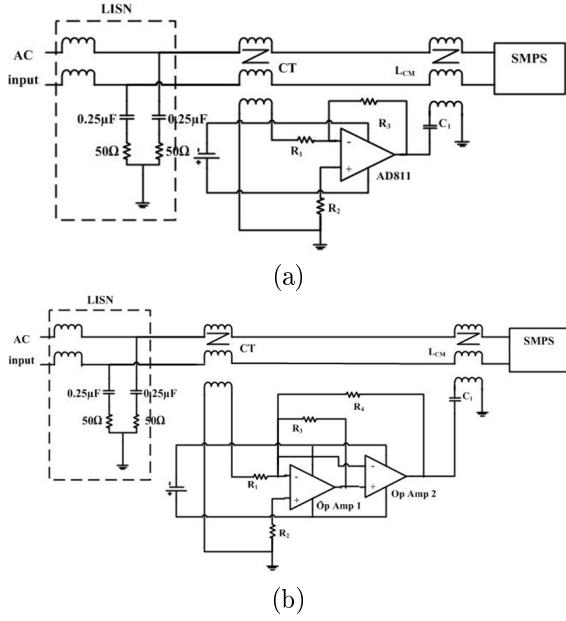 LISN
AC
input
CT
L_CM
SMPS
0.25μF
0.25μF
50Ω
50Ω
R₁
R₃
R₂
-
+
AD811
C₁
(a)
LISN
AC
input
CT
L_CM
SMPS
0.25μF
0.25μF
50Ω
50Ω
R₁
R₃
R₄
R₂
-
+
Op Amp 1
-
+
Op Amp 2
C₁
(b)